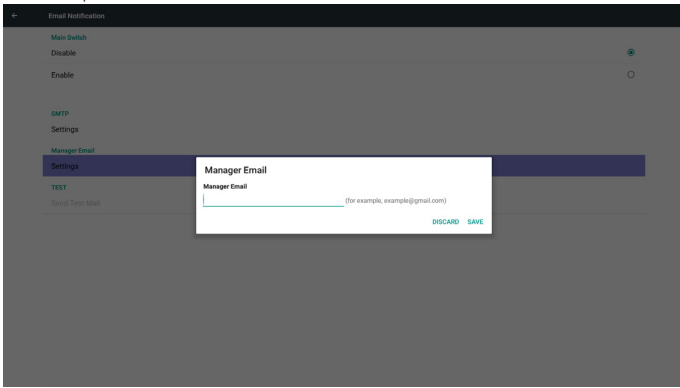 Email Notification
Main Switch
Disable
Enable
SMTP
Settings
Manager Email
Settings
TEST
Send Test Mail
Manager Email
Manager Email
(for example, example@gmail.com)
DISCARD SAVE